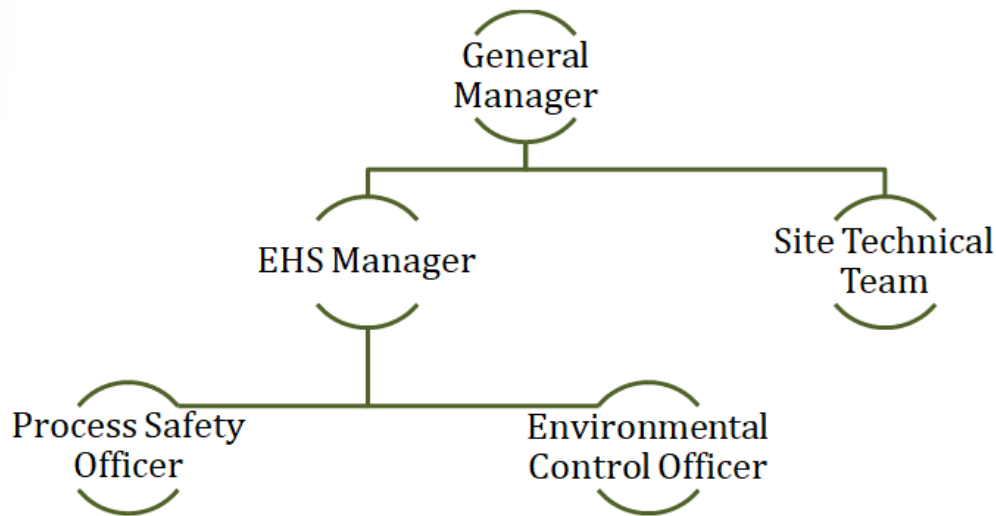 General
Manager
EHS Manager
Site Technical
Team
Process Safety
Officer
Environmental
Control Officer